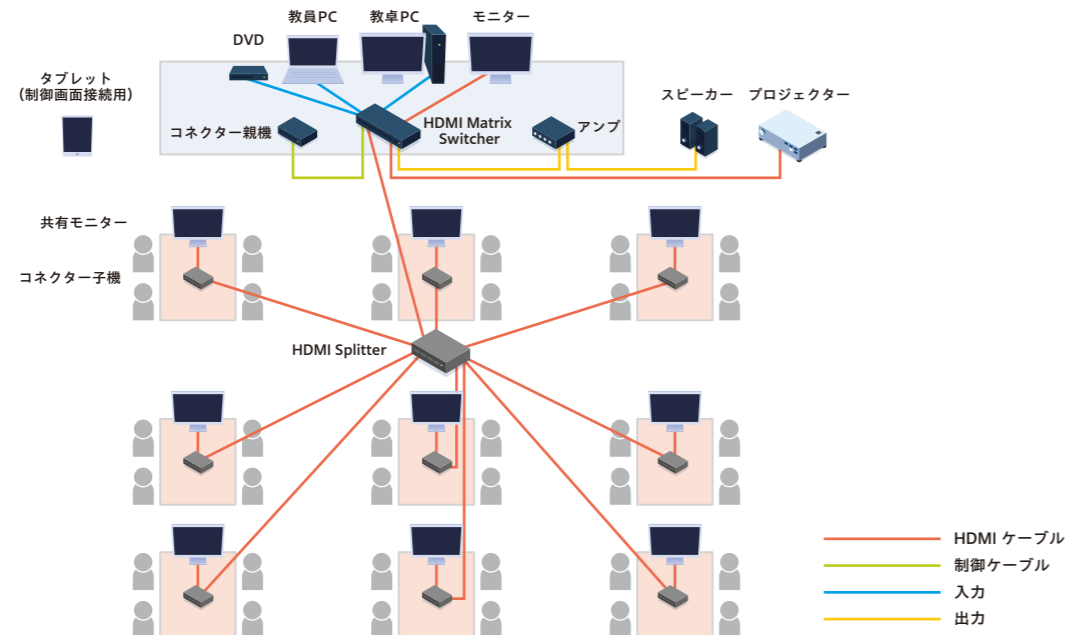 教員PC
教卓PC
モニター
DVD
タブレット
(制御画面接続用)
スピーカー
プロジェクター
コネクター親機
HDMI Matrix
Switcher
アンプ
共有モニター
コネクター子機
HDMI Splitter
HDMI ケーブル
制御ケーブル
入力
出力